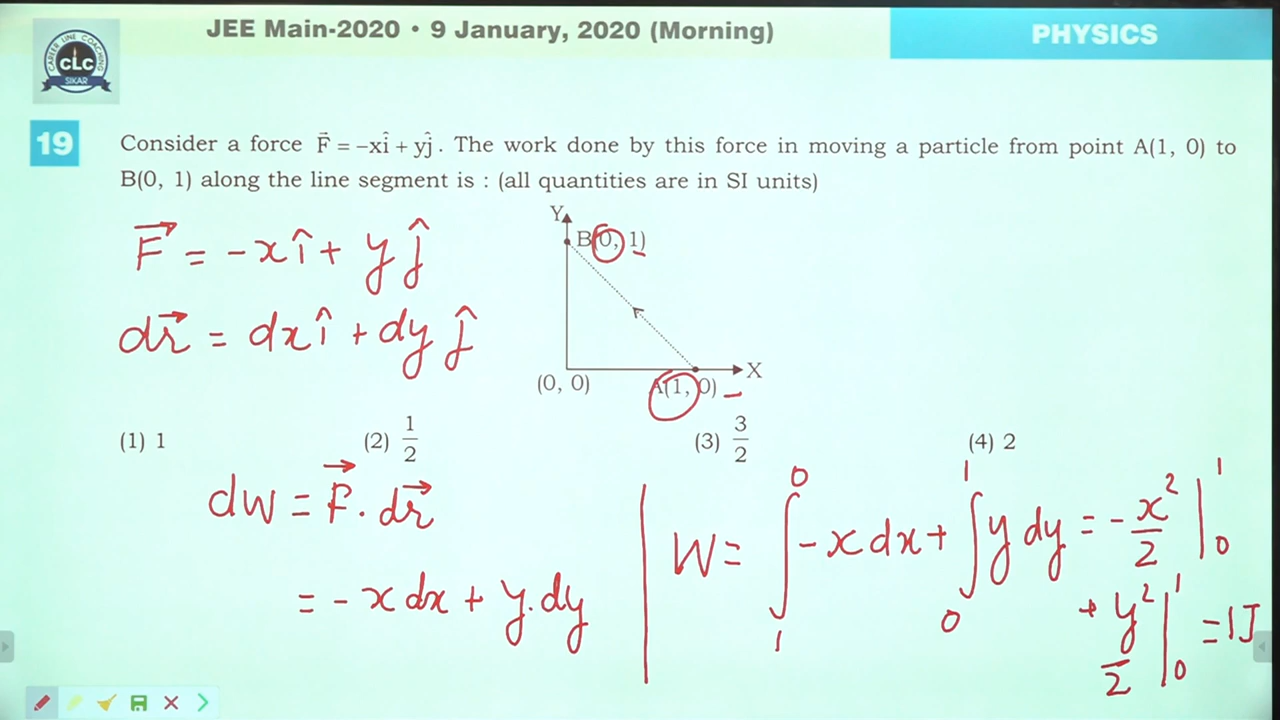 JEE Main-2020 • 9 January, 2020 (Morning)
PHYSICS
CAREER LINE COACHING
CLC
SIKAR
19
Consider a force F⃗ = −xî + yĵ. The work done by this force in moving a particle from point A(1, 0) to
B(0, 1) along the line segment is : (all quantities are in SI units)
Y
B(0, 1)
X
(0, 0)
A(1, 0)
F⃗ = -xî + yĵ
dr⃗ = dxî + dyĵ
(1) 1 (2) 1/2 (3) 3/2 (4) 2
dW = F⃗ . dr⃗
= - x dx + y.dy
W = ∫₁⁰ -x dx + ∫₀¹ y dy = -x²/2 |₀¹
+ y²/2 |₀¹ = 1J